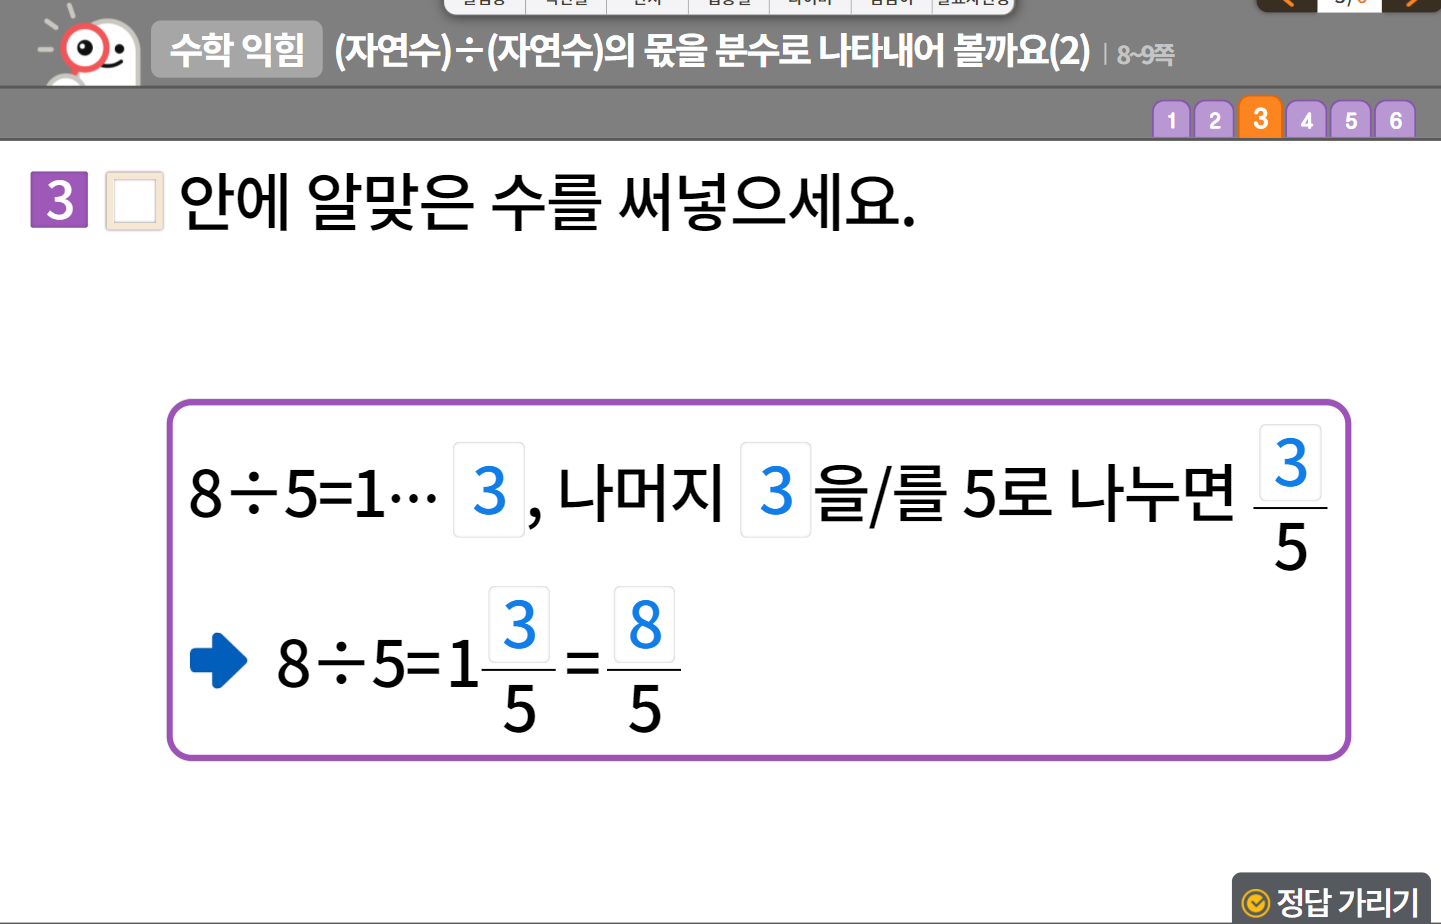 수학 익힘 (자연수)÷(자연수)의 몫을 분수로 나타내어 볼까요(2) | 8~9쪽
1 2 3 4 5 6
3 □ 안에 알맞은 수를 써넣으세요.
8÷5=1··· 3 , 나머지 3 을/를 5로 나누면 3/5
8÷5=1 3/5 = 8/5
정답 가리기